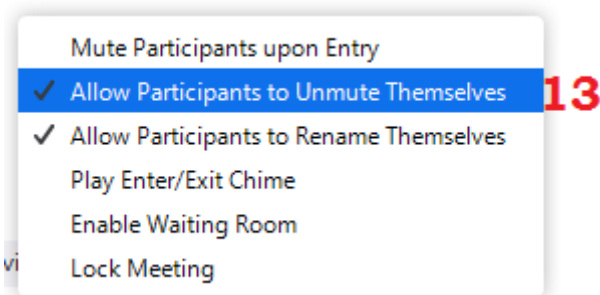 Mute Participants upon Entry
✓ Allow Participants to Unmute Themselves 13
✓ Allow Participants to Rename Themselves
Play Enter/Exit Chime
Enable Waiting Room
vi
Lock Meeting